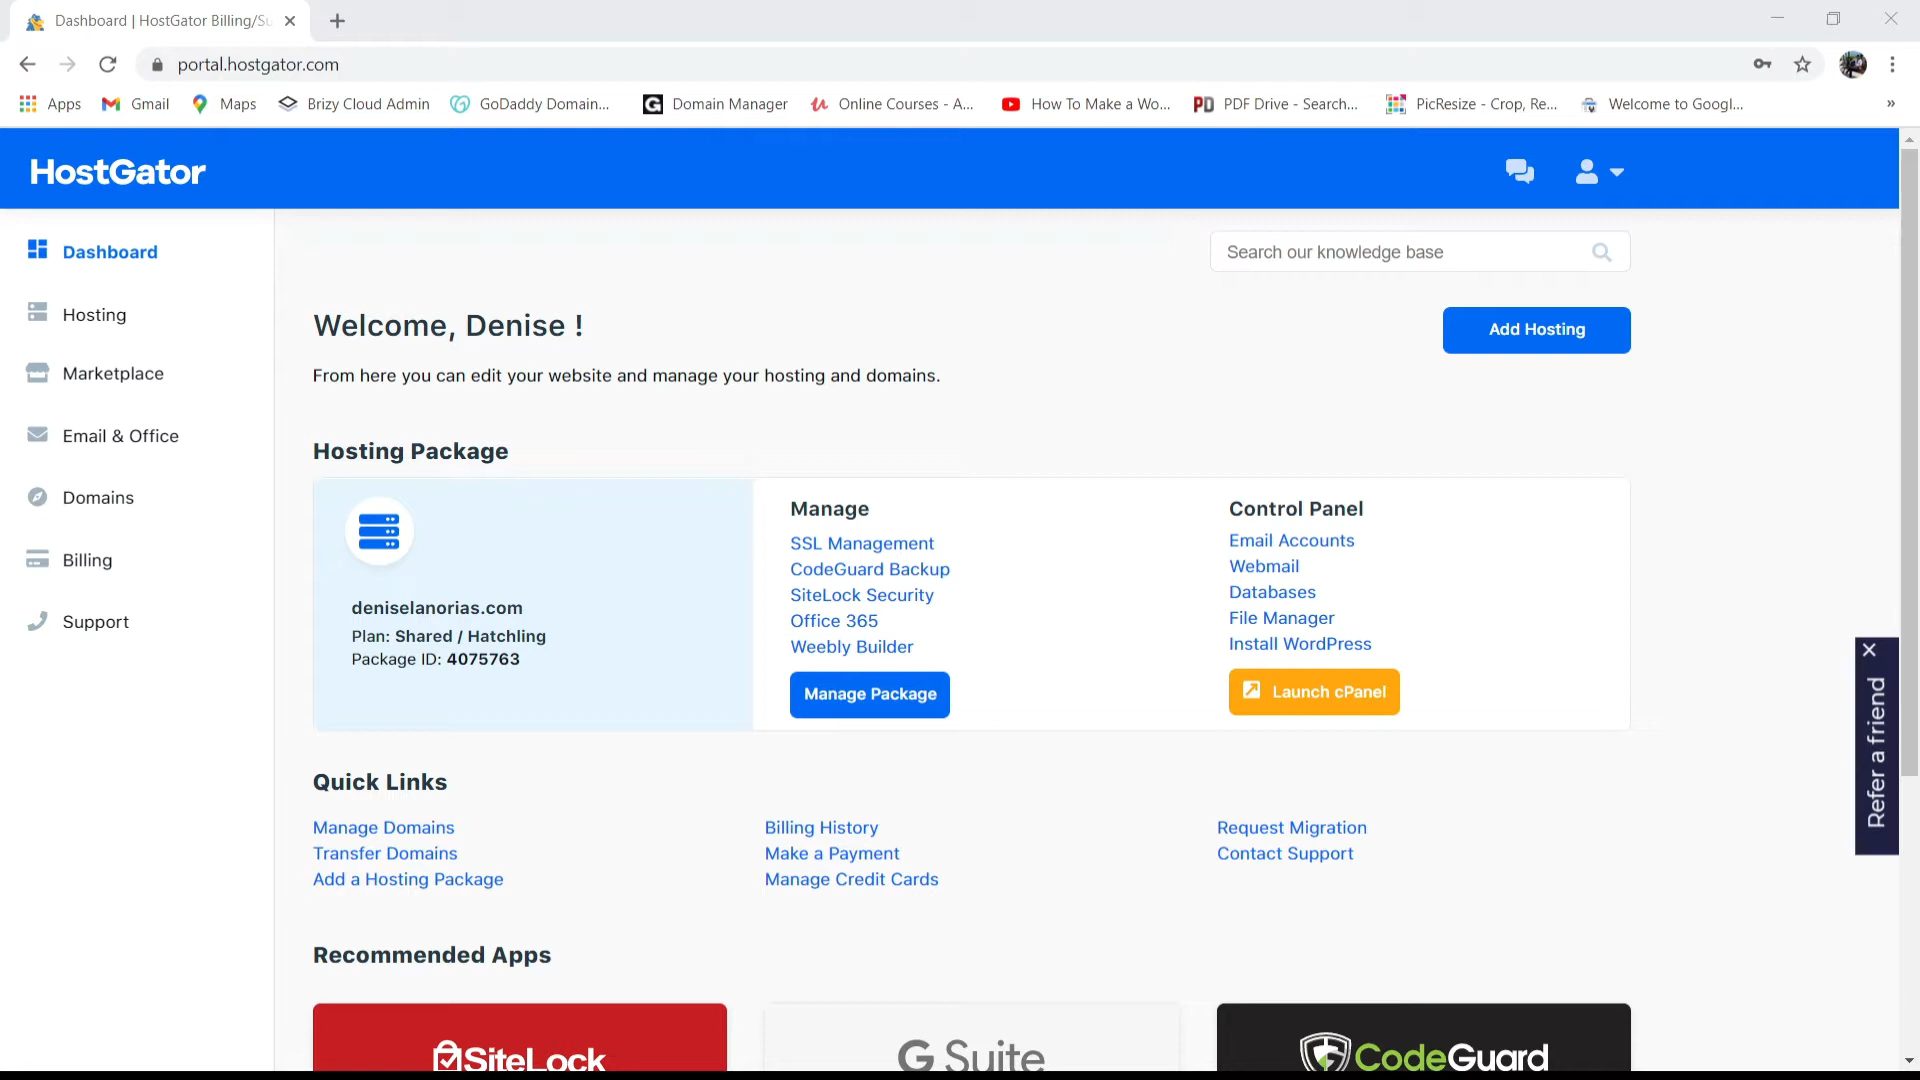 Dashboard | HostGator Billing/Su
portal.hostgator.com
Apps
Gmail
Maps
Brizy Cloud Admin
GoDaddy Domain...
Domain Manager
Online Courses - A...
How To Make a Wo...
PDF Drive - Search...
PicResize - Crop, Re...
Welcome to Googl...
»
HostGator
Dashboard
Hosting
Marketplace
Email & Office
Domains
Billing
Support
Search our knowledge base
Welcome, Denise !
Add Hosting
From here you can edit your website and manage your hosting and domains.
Hosting Package
deniselanorias.com
Plan: Shared / Hatchling
Package ID: 4075763
Manage
SSL Management
CodeGuard Backup
SiteLock Security
Office 365
Weebly Builder
Manage Package
Control Panel
Email Accounts
Webmail
Databases
File Manager
Install WordPress
Launch cPanel
Refer a friend
Quick Links
Manage Domains
Transfer Domains
Add a Hosting Package
Billing History
Make a Payment
Manage Credit Cards
Request Migration
Contact Support
Recommended Apps
SiteLock
G Suite
CodeGuard